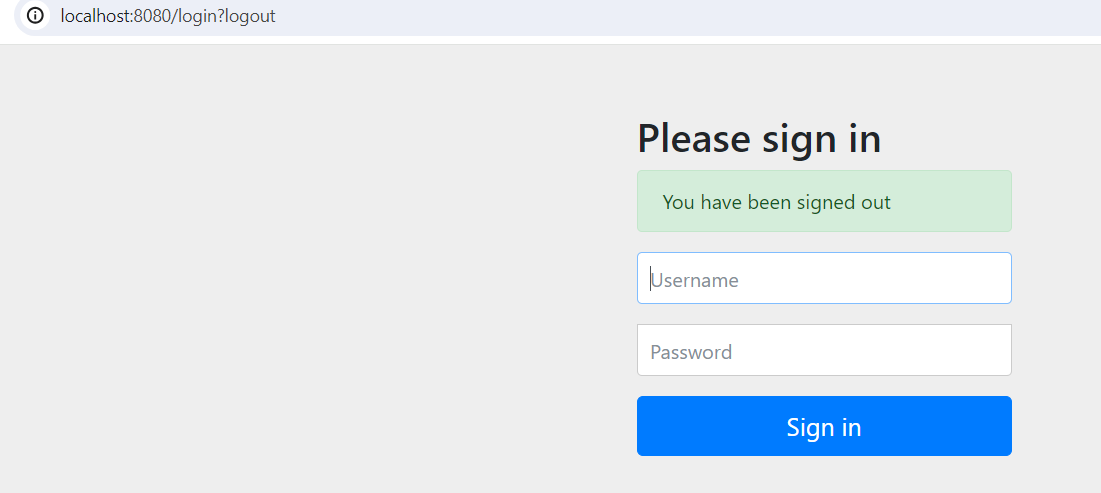 localhost:8080/login?logout
Please sign in
You have been signed out
Username
Password
Sign in